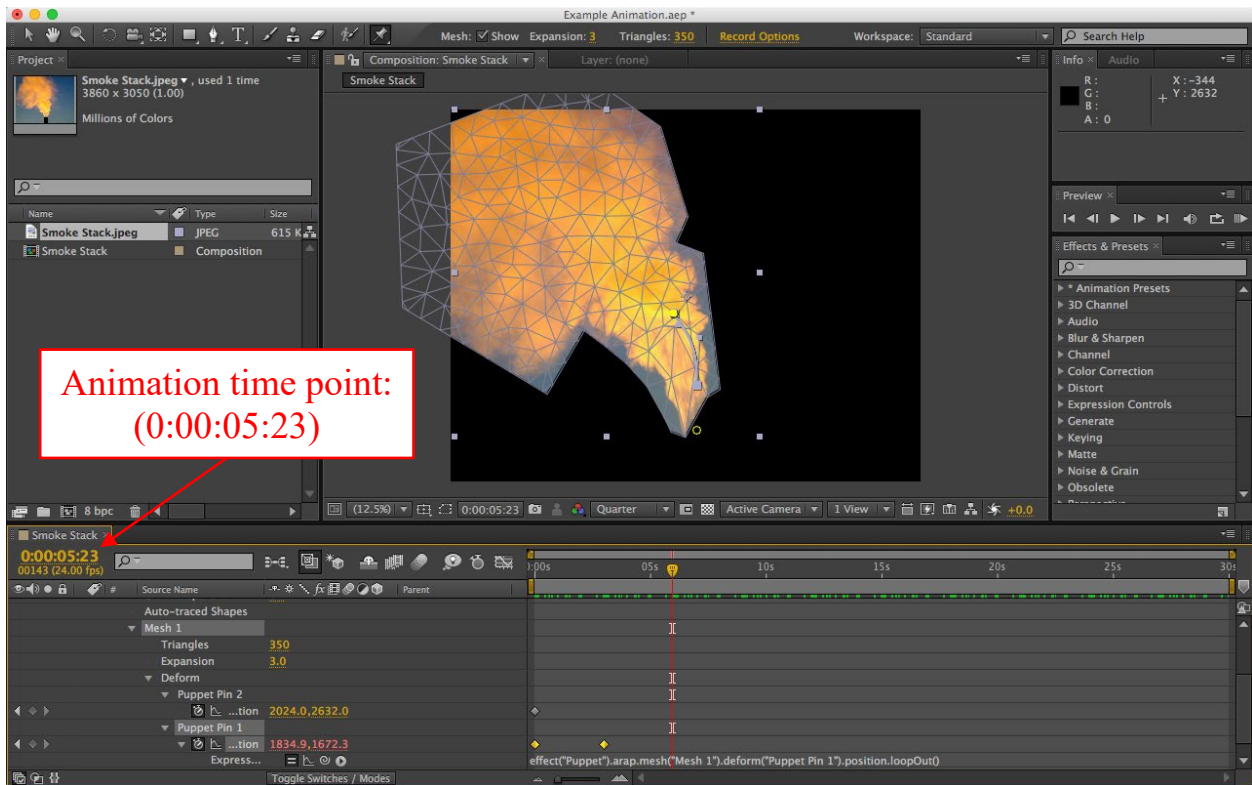 Example Animation.aep *
Mesh: Show Expansion: 3 Triangles: 350 Record Options Workspace: Standard Search Help
Project × Composition: Smoke Stack × Layer: (none) Info × Audio
Smoke Stack.jpeg ▼ , used 1 time
3860 x 3050 (1.00)
Millions of Colors
Smoke Stack
R : X : -344
G : + Y : 2632
B :
A : 0
Name Type Size
Smoke Stack.jpeg JPEG 615 K
Smoke Stack Composition
Preview ×
Effects & Presets ×
* Animation Presets
3D Channel
Audio
Blur & Sharpen
Channel
Color Correction
Distort
Expression Controls
Generate
Keying
Matte
Noise & Grain
Obsolete
Animation time point:
(0:00:05:23)
8 bpc (12.5%) 0:00:05:23 Quarter Active Camera 1 View +0.0
Smoke Stack ×
0:00:05:23
00143 (24.00 fps)
):00s 05s 10s 15s 20s 25s 30s
# Source Name Parent
Auto-traced Shapes
Mesh 1
Triangles 350
Expansion 3.0
Deform
Puppet Pin 2
...tion 2024.0,2632.0
Puppet Pin 1
...tion 1834.9,1672.3
Express... effect("Puppet").arap.mesh("Mesh 1").deform("Puppet Pin 1").position.loopOut()
Toggle Switches / Modes